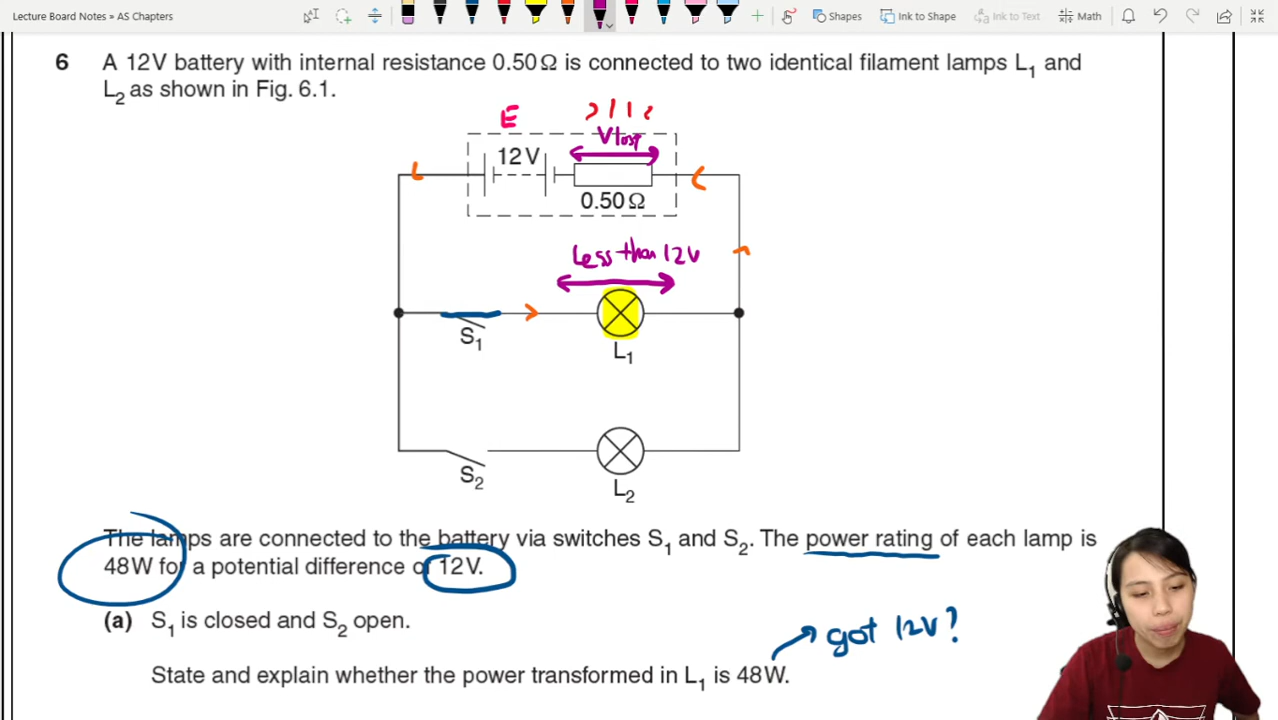 Lecture Board Notes » AS Chapters
Shapes
Ink to Shape
Ink to Text
Math
6 A 12V battery with internal resistance 0.50Ω is connected to two identical filament lamps L1 and
L2 as shown in Fig. 6.1.
E
Vlost
12V
0.50Ω
Less than 12V
S1
L1
S2
L2
The lamps are connected to the battery via switches S1 and S2. The power rating of each lamp is
48W for a potential difference of 12V.
(a) S1 is closed and S2 open.
got 12V?
State and explain whether the power transformed in L1 is 48W.